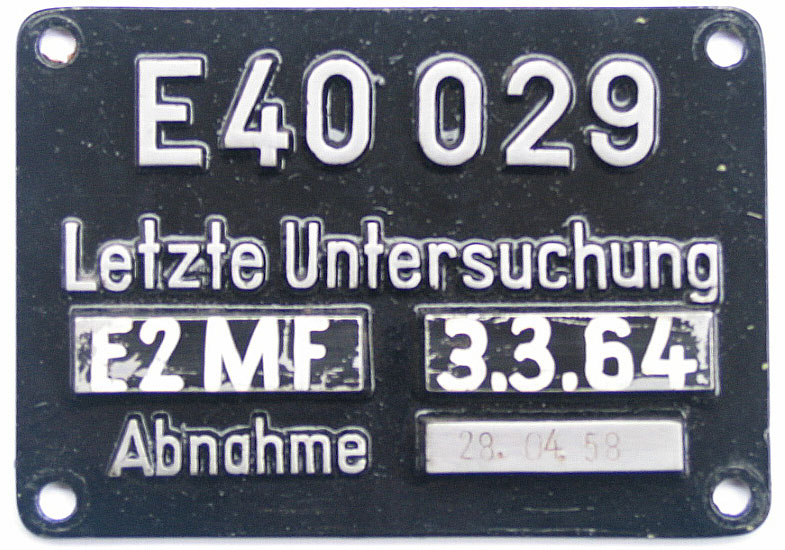 E40 029
Letzte Untersuchung
E2 MF 3.3.64
Abnahme 28.04.58